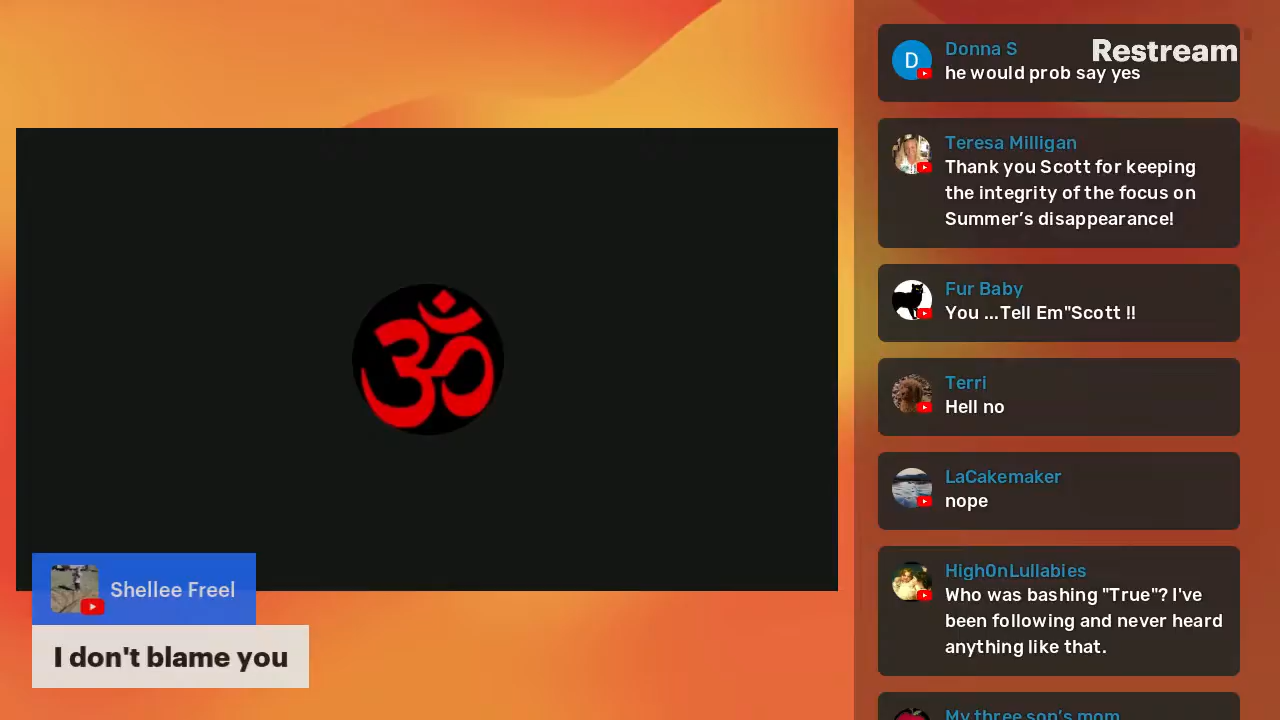 Donna S
Restream
he would prob say yes
Teresa Milligan
Thank you Scott for keeping
the integrity of the focus on
Summer’s disappearance!
Fur Baby
You ...Tell Em"Scott !!
Terri
Hell no
LaCakemaker
nope
HighOnLullabies
Who was bashing "True"? I've
been following and never heard
anything like that.
My three son’s mom
D
ॐ
Shellee Freel
I don't blame you